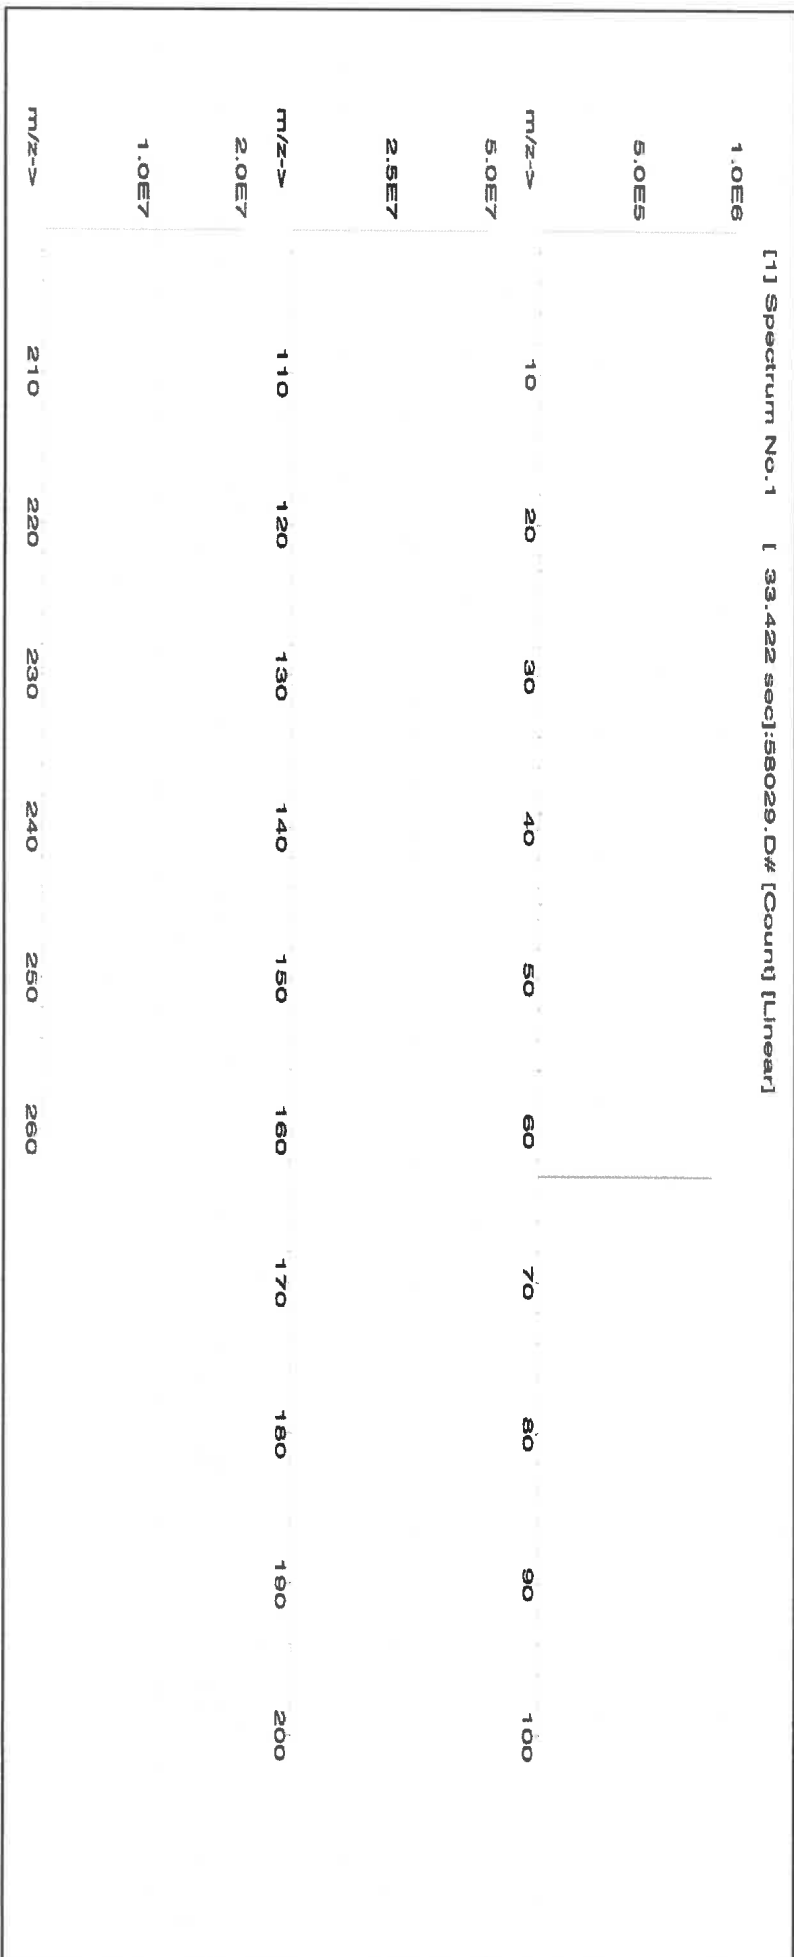 [1] Spectrum No.1 [ 33.422 sec]:58029.D# [Count] [Linear]
1.0E6
5.0E5
m/z-> 10 20 30 40 50 60 70 80 90 100
5.0E7
2.5E7
m/z-> 110 120 130 140 150 160 170 180 190 200
2.0E7
1.0E7
m/z-> 210 220 230 240 250 260